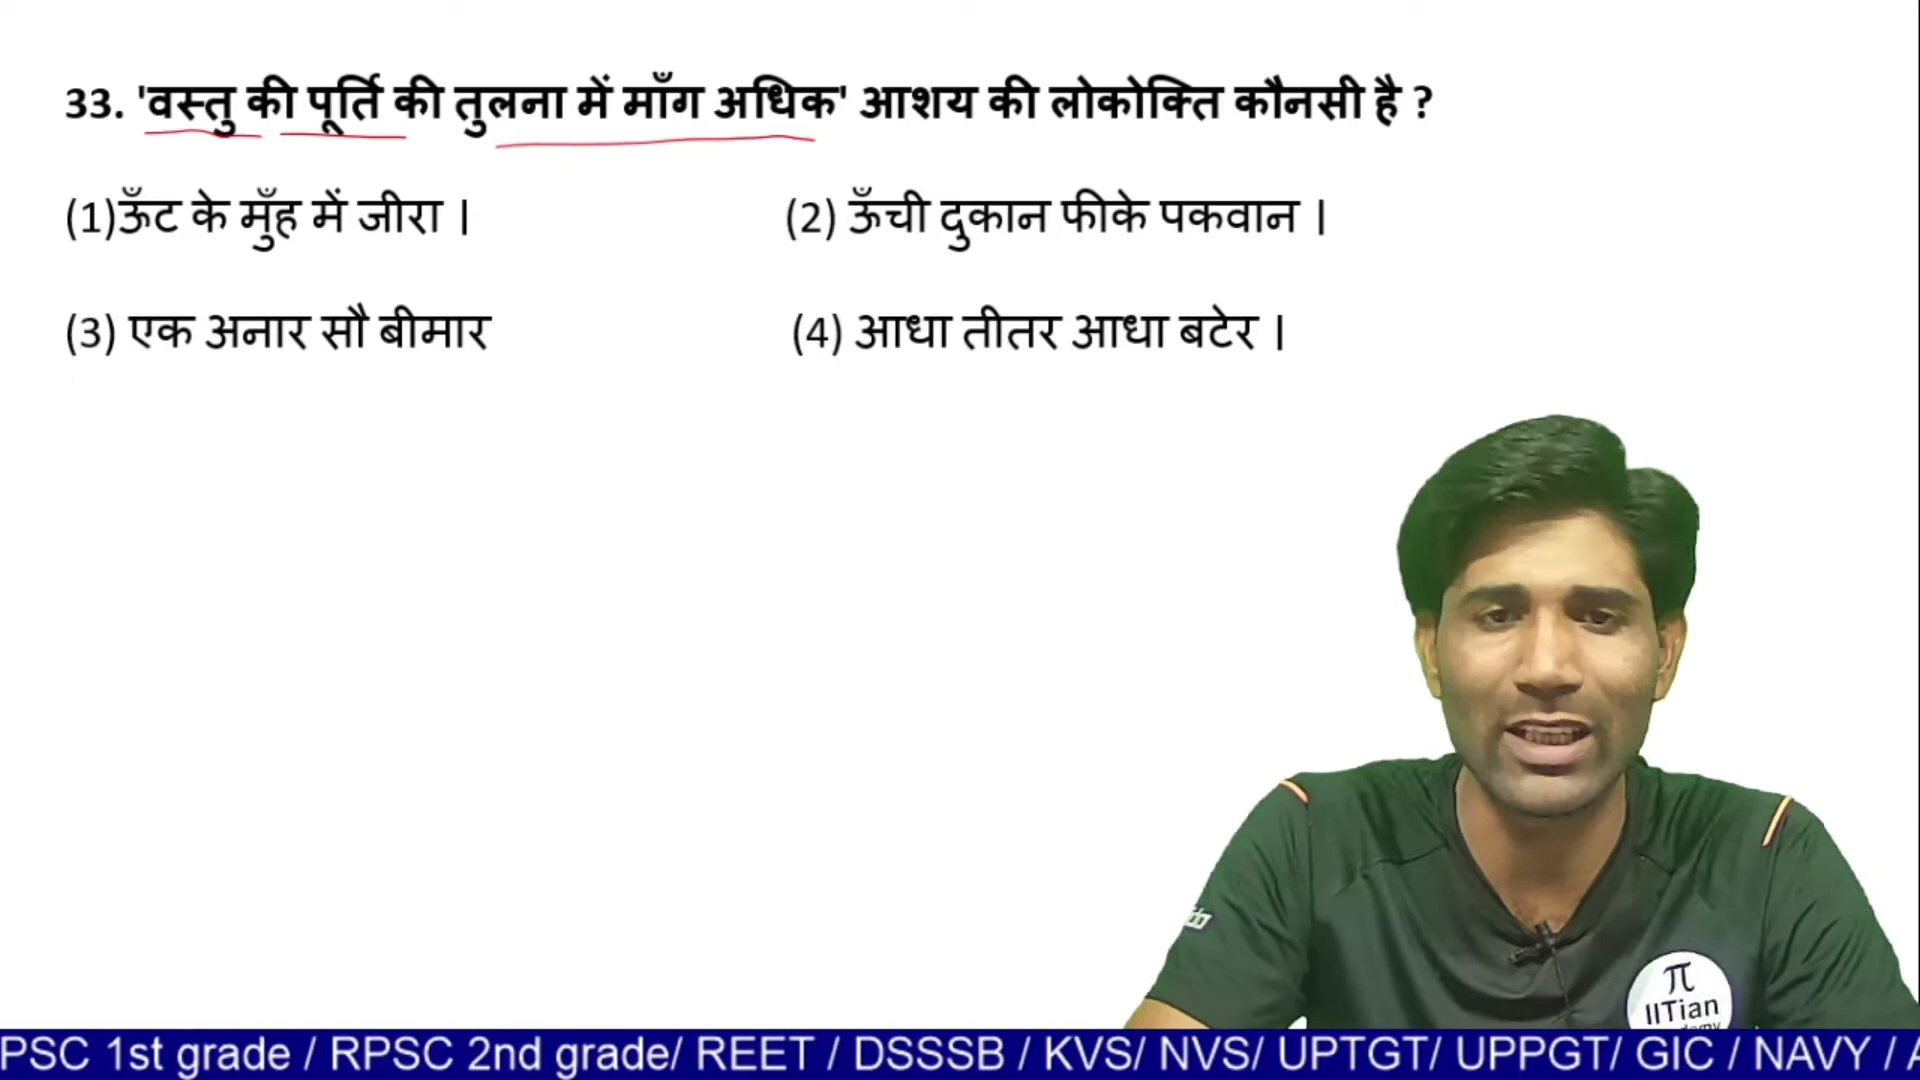 33. 'वस्तु की पूर्ति की तुलना में माँग अधिक' आशय की लोकोक्ति कौनसी है ?
(1)ऊँट के मुँह में जीरा ।
(2) ऊँची दुकान फीके पकवान ।
(3) एक अनार सौ बीमार
(4) आधा तीतर आधा बटेर ।
π
IITian
PSC 1st grade / RPSC 2nd grade/ REET / DSSSB / KVS/ NVS/ UPTGT/ UPPGT/ GIC / NAVY / A